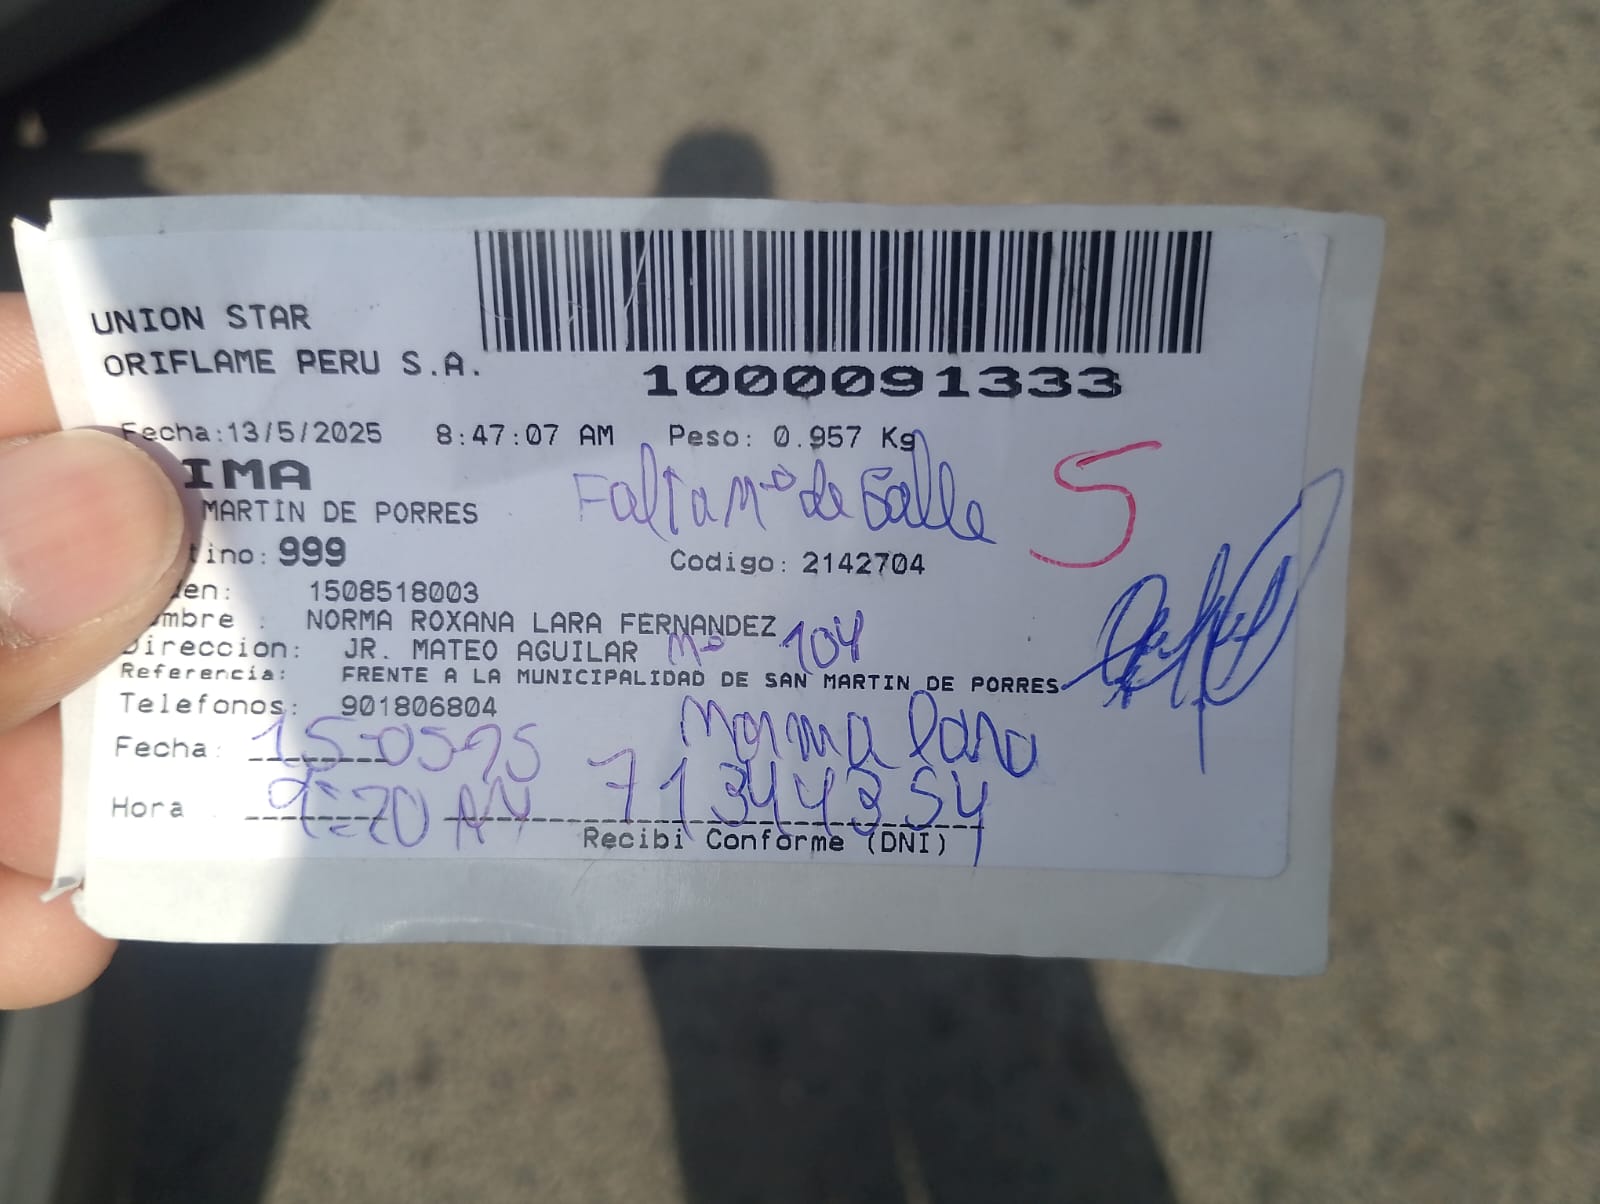 UNION STAR
ORIFLAME PERU S.A.
1000091333
Fecha:13/5/2025 8:47:07 AM Peso: 0.957 Kg
IMA
Falta Nº de Calle 5
MARTIN DE PORRES
tino: 999 Codigo: 2142704
en: 1508518003
mbre : NORMA ROXANA LARA FERNANDEZ
Direccion: JR. MATEO AGUILAR Nº 104
Referencia: FRENTE A LA MUNICIPALIDAD DE SAN MARTIN DE PORRES
Telefonos: 901806804
Norma Lara
Fecha: 15-05-25
71344354
Hora : 9:20 AM
Recibi Conforme (DNI)